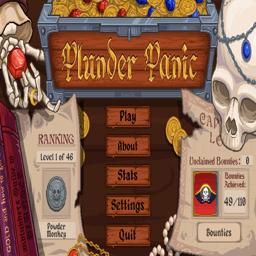 Plunder Panic
Play
About
Stats
Settings
Quit
RANKING
Level 1 of 46
Powder
Monkey
Unclaimed Bounties: 0
Bounties
Achieved:
49/110
Bounties